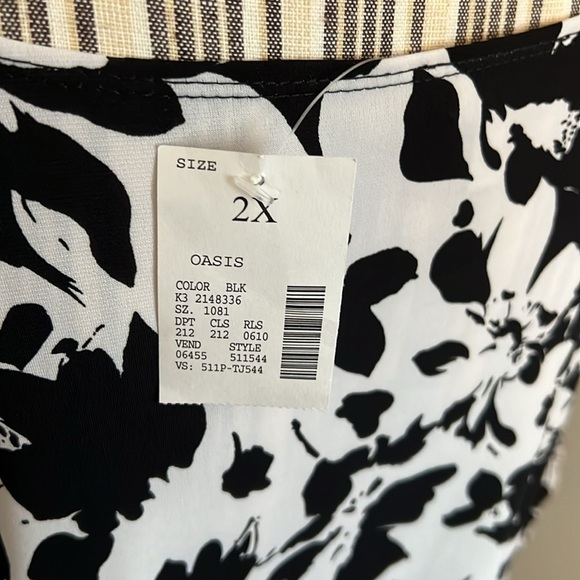 SIZE
2X
OASIS
COLOR BLK
K3 2148336
SZ. 1081
DPT CLS RLS
212 212 0610
VEND STYLE
06455 511544
VS: 511P-TJ544